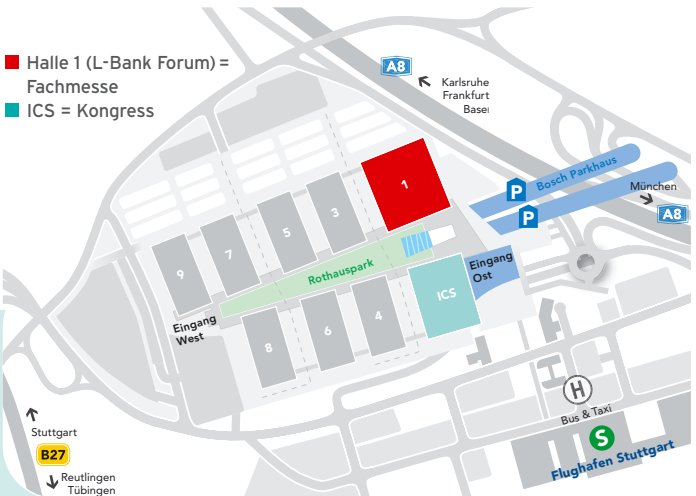 Halle 1 (L-Bank Forum) =
Fachmesse
ICS = Kongress
A8
Karlsruhe
Frankfurt
Basel
P
Bosch Parkhaus
P
München
A8
1
3
5
7
9
Rothauspark
Eingang
Ost
ICS
Eingang
West
4
6
8
H
Bus & Taxi
S
Flughafen Stuttgart
Stuttgart
B27
Reutlingen
Tübingen